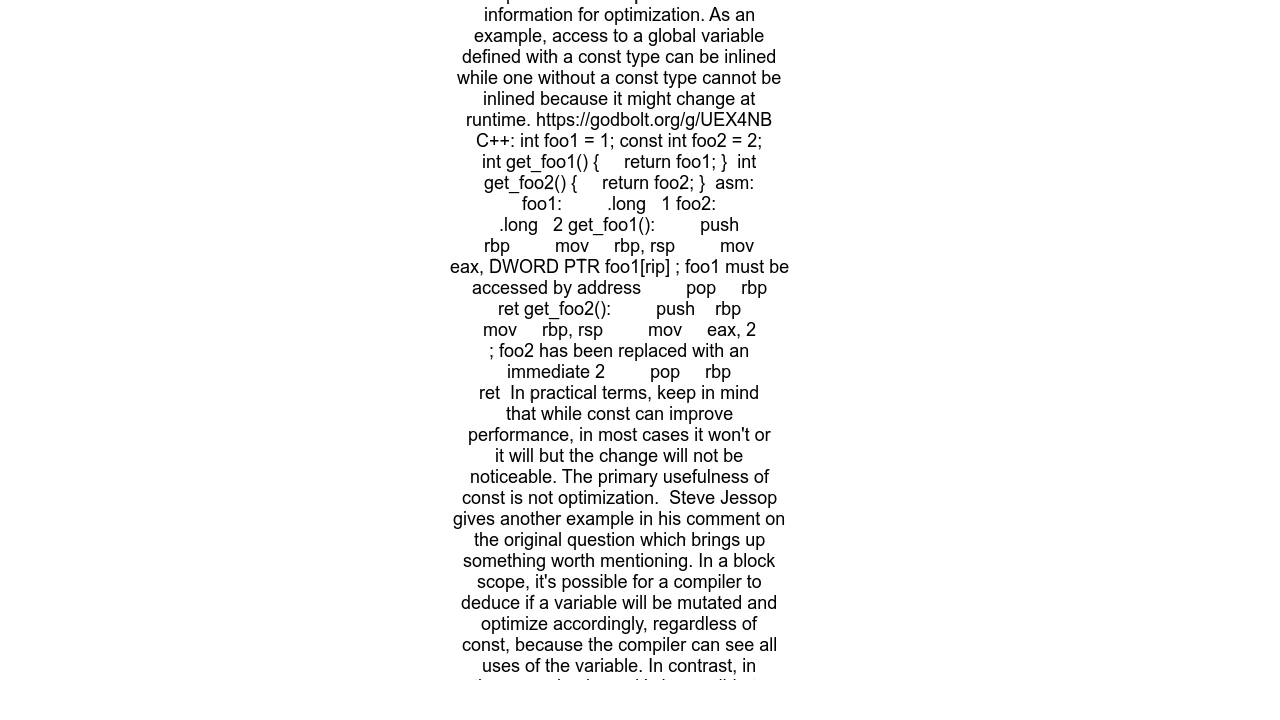 information for optimization. As an
example, access to a global variable
defined with a const type can be inlined
while one without a const type cannot be
inlined because it might change at
runtime. https://godbolt.org/g/UEX4NB
C++: int foo1 = 1; const int foo2 = 2;
int get_foo1() {     return foo1; }  int
get_foo2() {     return foo2; }  asm:
foo1:         .long   1 foo2:
.long   2 get_foo1():         push
rbp         mov     rbp, rsp         mov
eax, DWORD PTR foo1[rip] ; foo1 must be
accessed by address         pop     rbp
ret get_foo2():         push    rbp
mov     rbp, rsp         mov     eax, 2
; foo2 has been replaced with an
immediate 2         pop     rbp
ret  In practical terms, keep in mind
that while const can improve
performance, in most cases it won't or
it will but the change will not be
noticeable. The primary usefulness of
const is not optimization.  Steve Jessop
gives another example in his comment on
the original question which brings up
something worth mentioning. In a block
scope, it's possible for a compiler to
deduce if a variable will be mutated and
optimize accordingly, regardless of
const, because the compiler can see all
uses of the variable. In contrast, in